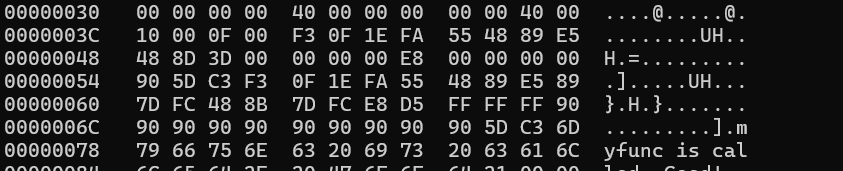 00000030 00 00 00 00 40 00 00 00 00 00 40 00 ....@.....@.
0000003C 10 00 0F 00 F3 0F 1E FA 55 48 89 E5 ........UH..
00000048 48 8D 3D 00 00 00 00 E8 00 00 00 00 H.=.........
00000054 90 5D C3 F3 0F 1E FA 55 48 89 E5 89 .].....UH...
00000060 7D FC 48 8B 7D FC E8 D5 FF FF FF 90 }.H.}.......
0000006C 90 90 90 90 90 90 90 90 90 5D C3 6D .........].m
00000078 79 66 75 6E 63 20 69 73 20 63 61 6C yfunc is cal